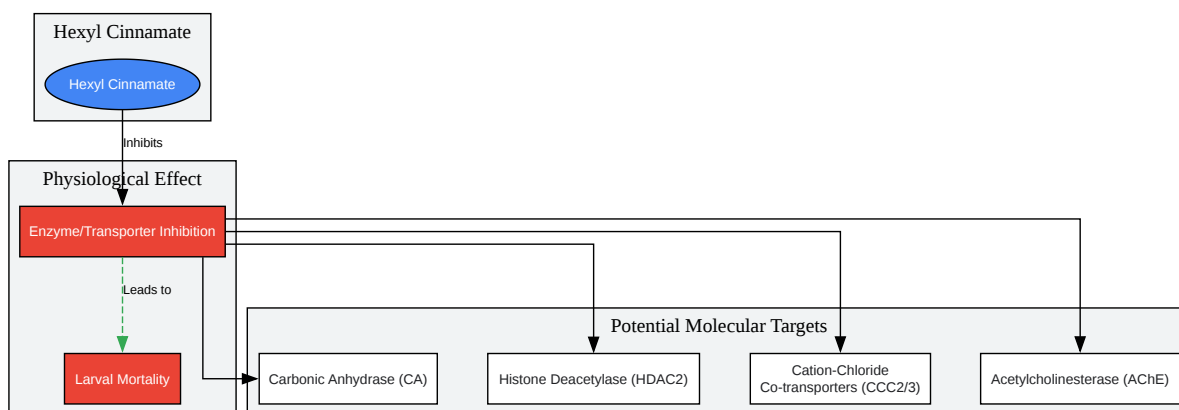 Hexyl Cinnamate
Hexyl Cinnamate
Inhibits
Physiological Effect
Enzyme/Transporter Inhibition
Leads to
Larval Mortality
Potential Molecular Targets
Carbonic Anhydrase (CA)
Histone Deacetylase (HDAC2)
Cation-Chloride
Co-transporters (CCC2/3)
Acetylcholinesterase (AChE)